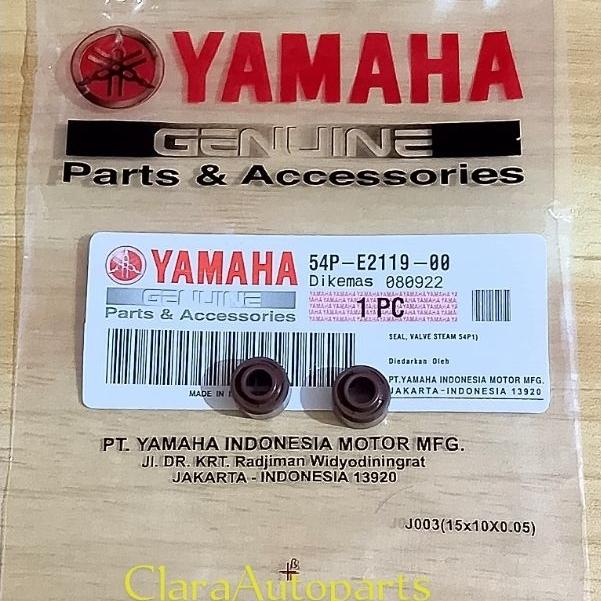 YAMAHA
GENUINE
Parts & Accessories
YAMAHA
GENUINE
Parts & Accessories
54P-E2119-00
Dikemas 080922
1 PC
SEAL, VALVE STEAM 54P1)
Diedarkan Oleh
PT.YAMAHA INDONESIA MOTOR MFG.
JAKARTA-INDONESIA 13920
MADE IN
PT. YAMAHA INDONESIA MOTOR MFG.
Jl. DR. KRT. Radjiman Widyodiningrat
JAKARTA - INDONESIA 13920
J003(15x10X0.05)
ClaraAutoparts